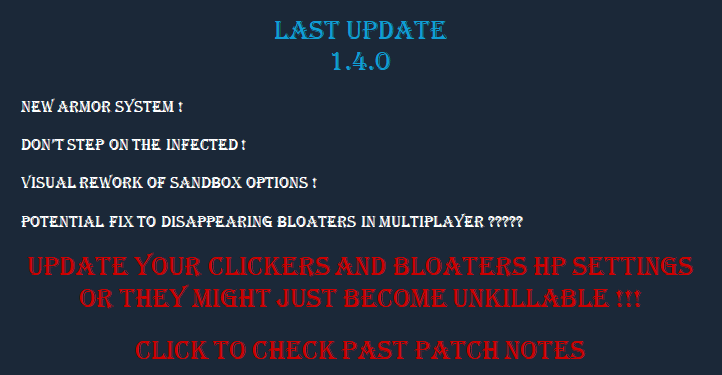 LAST UPDATE
1.4.0
NEW ARMOR SYSTEM !
DON'T STEP ON THE INFECTED !
VISUAL REWORK OF SANDBOX OPTIONS !
POTENTIAL FIX TO DISAPPEARING BLOATERS IN MULTIPLAYER ?????
UPDATE YOUR CLICKERS AND BLOATERS HP SETTINGS
OR THEY MIGHT JUST BECOME UNKILLABLE !!!
CLICK TO CHECK PAST PATCH NOTES